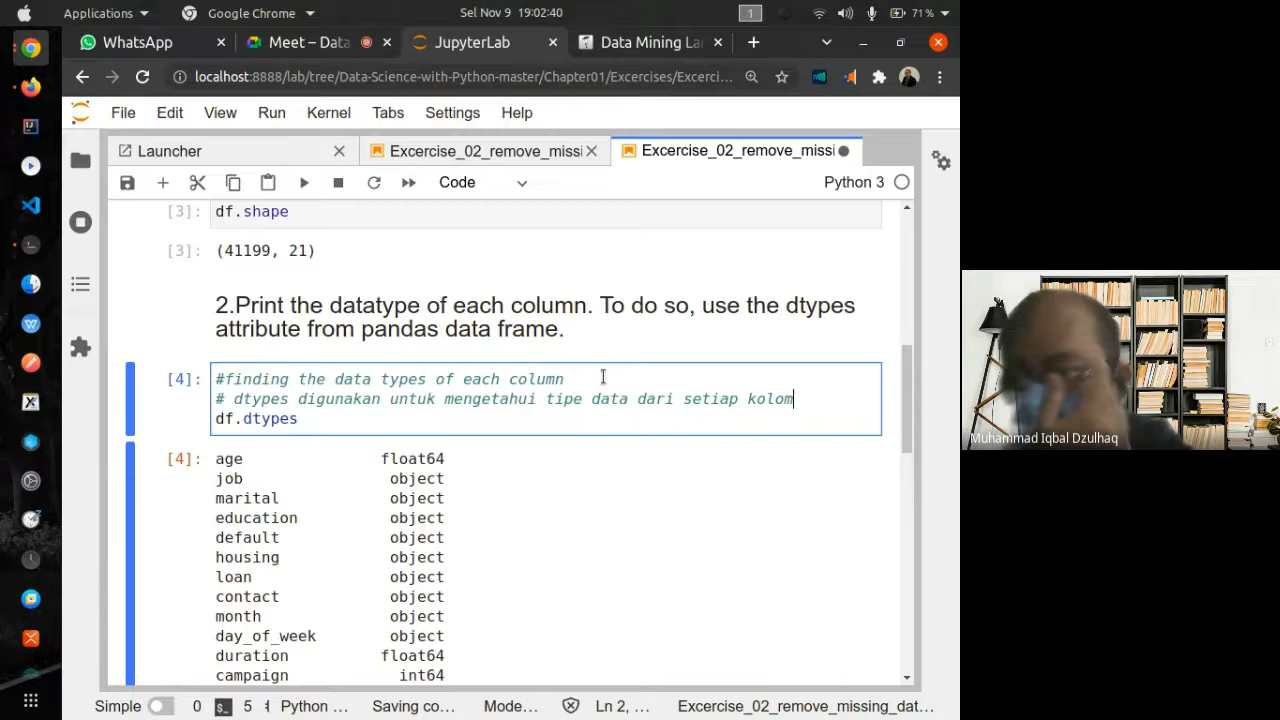 Applications
Google Chrome
Sel Nov 9 19:02:40
1
71 %
WhatsApp
Meet – Data
JupyterLab
Data Mining La
localhost:8888/lab/tree/Data-Science-with-Python-master/Chapter01/Excercises/Excerci...
File Edit View Run Kernel Tabs Settings Help
Launcher
Excercise_02_remove_missi
Excercise_02_remove_missi
Code
Python 3
[3]: df.shape
[3]: (41199, 21)
2.Print the datatype of each column. To do so, use the dtypes
attribute from pandas data frame.
[4]: #finding the data types of each column
# dtypes digunakan untuk mengetahui tipe data dari setiap kolom
df.dtypes
[4]: age float64
job object
marital object
education object
default object
housing object
loan object
contact object
month object
day_of_week object
duration float64
campaign int64
Muhammad Iqbal Dzulhaq
Simple 0 5 Python ... Saving co... Mode... Ln 2, ... Excercise_02_remove_missing_dat...